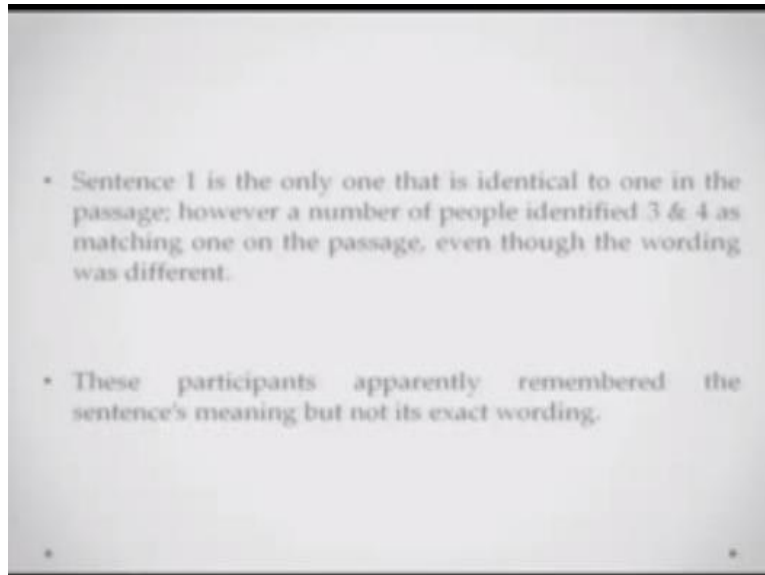 • Sentence 1 is the only one that is identical to one in the
passage; however a number of people identified 3 & 4 as
matching one on the passage, even though the wording
was different.
• These participants apparently remembered the
sentence's meaning but not its exact wording.